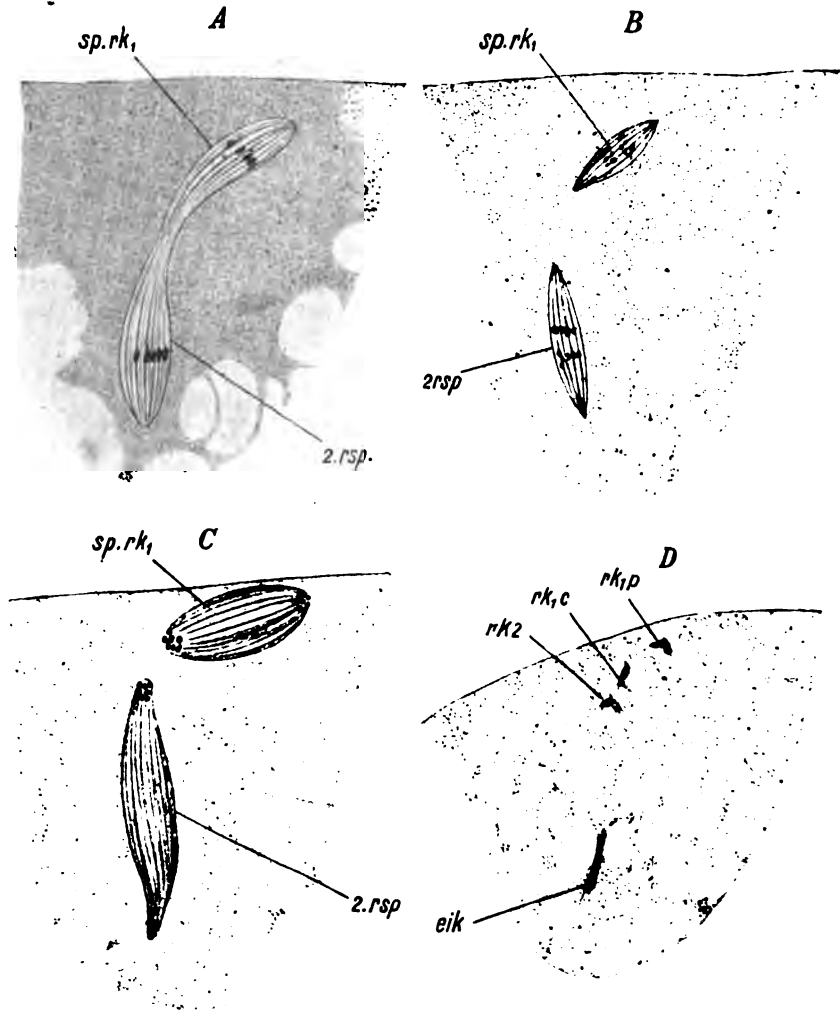 A
sp.rk₁
2.rsp.
B
sp.rk₁
2rsp
C
sp.rk₁
2.rsp
D
rk₁p
rk₁c
rk2
eik